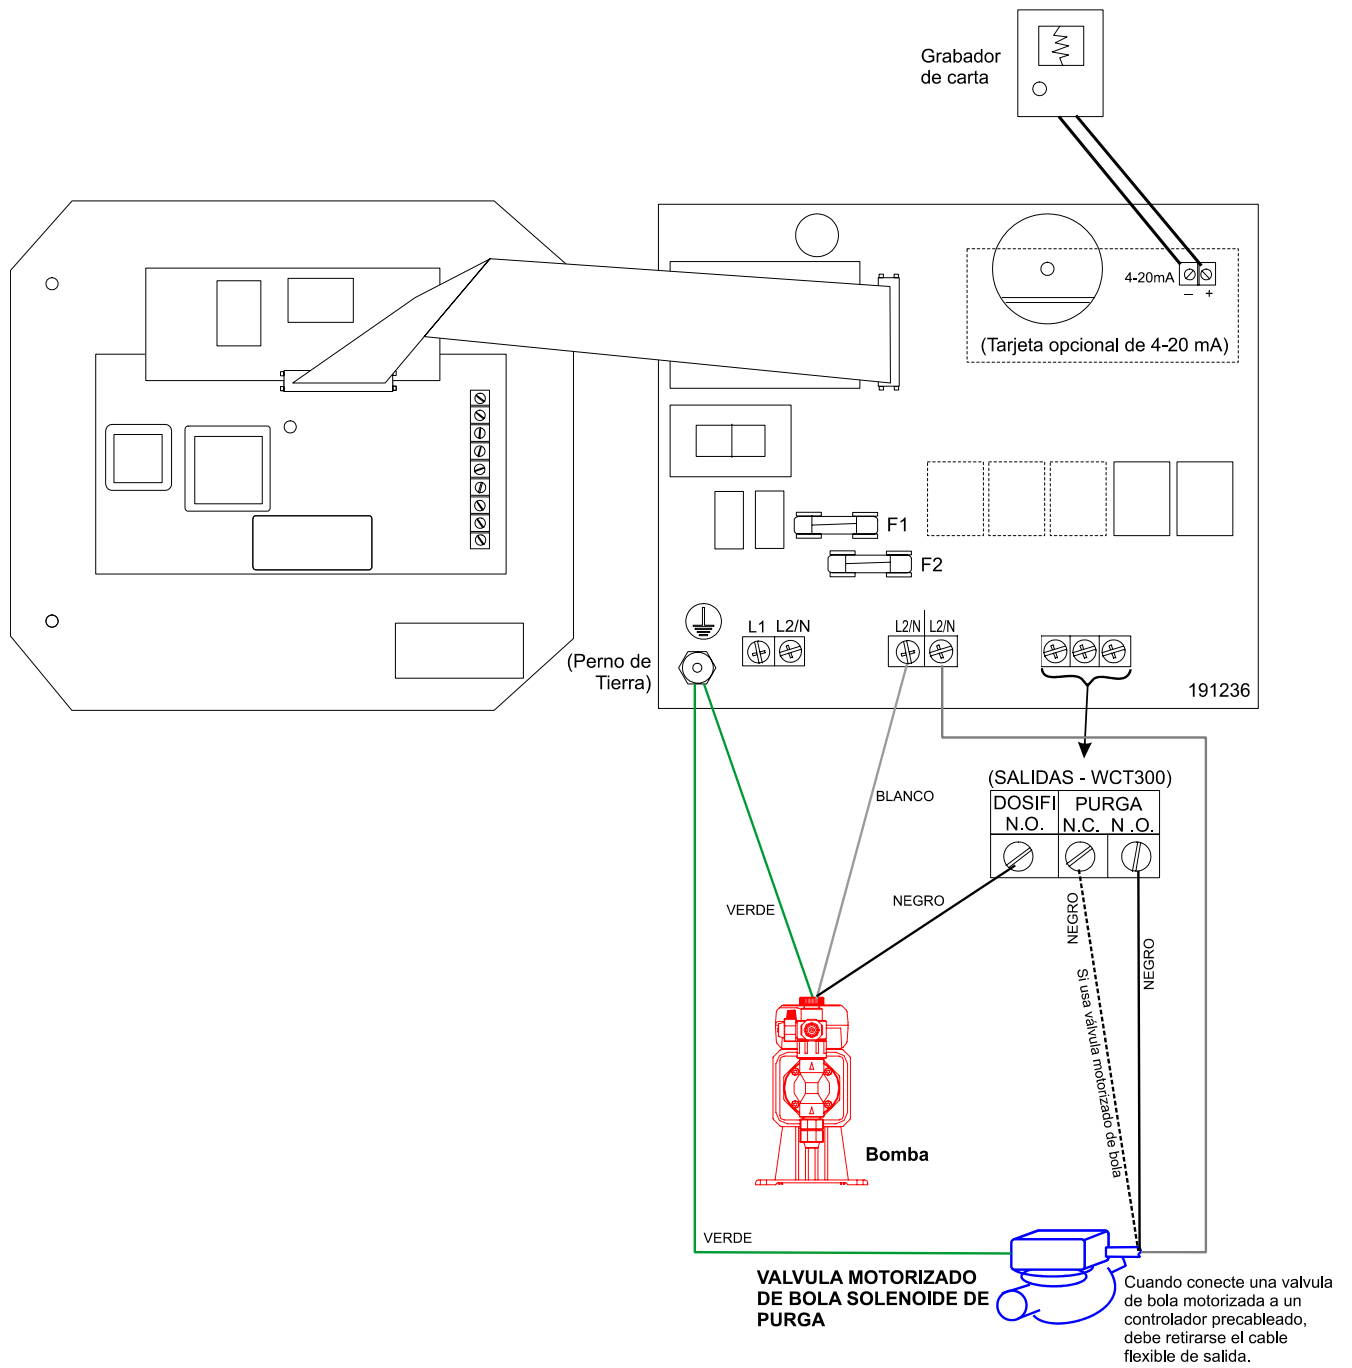 Grabador
de carta
4-20mA
– +
(Tarjeta opcional de 4-20 mA)
F1
F2
L1 L2/N
L2/N L2/N
(Perno de
Tierra)
191236
(SALIDAS - WCT300)
DOSIFI PURGA
N.O. N.C. N .O.
BLANCO
NEGRO
VERDE
NEGRO
NEGRO
Si usa válvula motorizado de bola
Bomba
VERDE
VALVULA MOTORIZADO
DE BOLA SOLENOIDE DE
PURGA
Cuando conecte una valvula
de bola motorizada a un
controlador precableado,
debe retirarse el cable
flexible de salida.